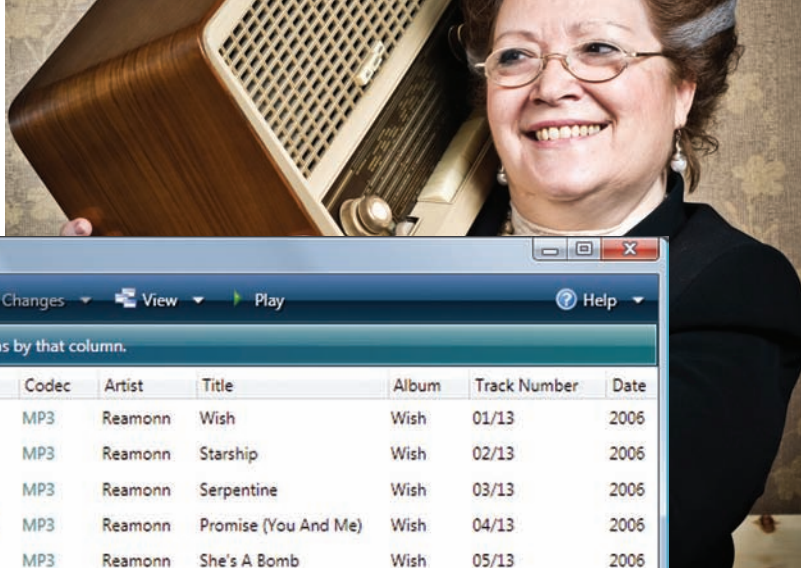 Changes View Play Help
s by that column.
Codec Artist Title Album Track Number Date
MP3 Reamonn Wish Wish 01/13 2006
MP3 Reamonn Starship Wish 02/13 2006
MP3 Reamonn Serpentine Wish 03/13 2006
MP3 Reamonn Promise (You And Me) Wish 04/13 2006
MP3 Reamonn She's A Bomb Wish 05/13 2006